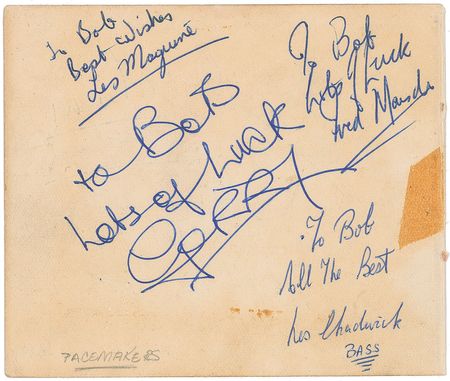 To Bob
Best wishes
Les Maguire
To Bob
Lots of Luck
Fred Marsden
to Bob
Lots of Luck
GERRY
To Bob
All The Best
Les Chadwick
BASS
PACEMAKERS